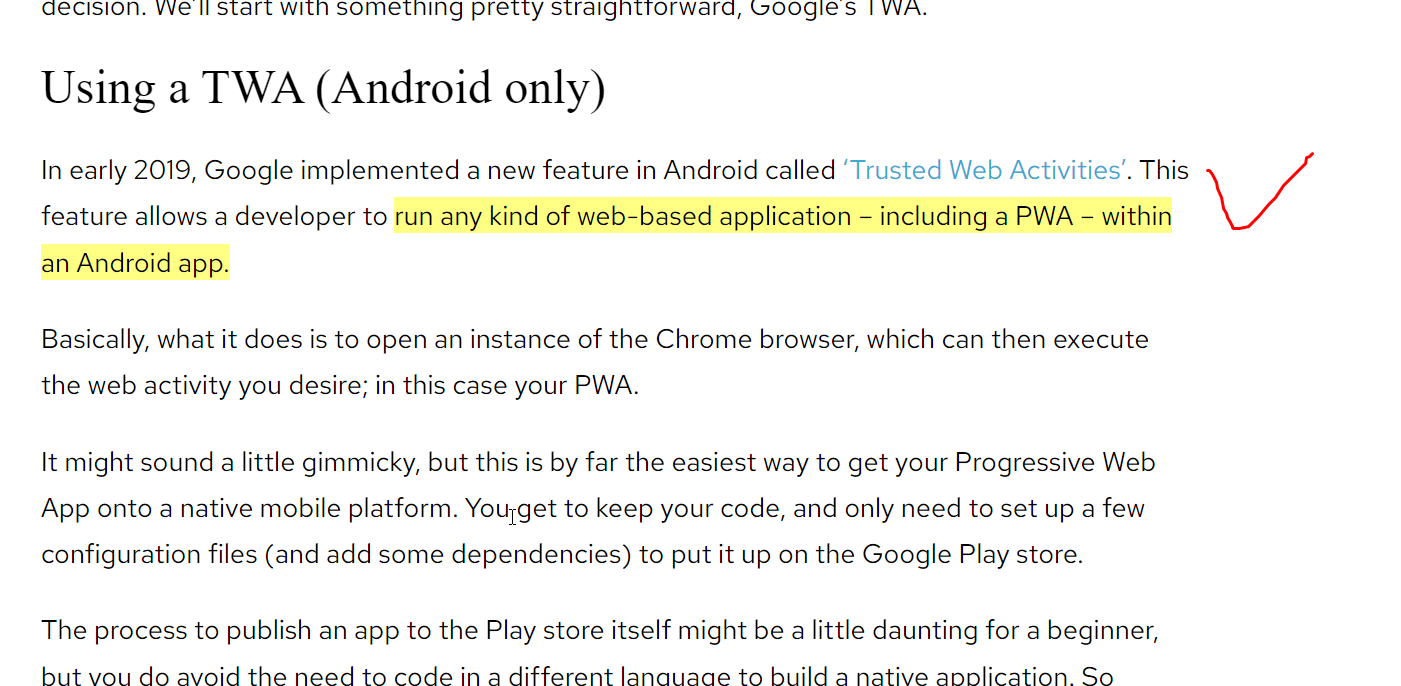 decision. We'll start with something pretty straightforward, Google's TWA.
Using a TWA (Android only)
In early 2019, Google implemented a new feature in Android called ‘Trusted Web Activities’. This
feature allows a developer to run any kind of web-based application – including a PWA – within
an Android app.
Basically, what it does is to open an instance of the Chrome browser, which can then execute
the web activity you desire; in this case your PWA.
It might sound a little gimmicky, but this is by far the easiest way to get your Progressive Web
App onto a native mobile platform. You get to keep your code, and only need to set up a few
configuration files (and add some dependencies) to put it up on the Google Play store.
The process to publish an app to the Play store itself might be a little daunting for a beginner,
but you do avoid the need to code in a different language to build a native application. So